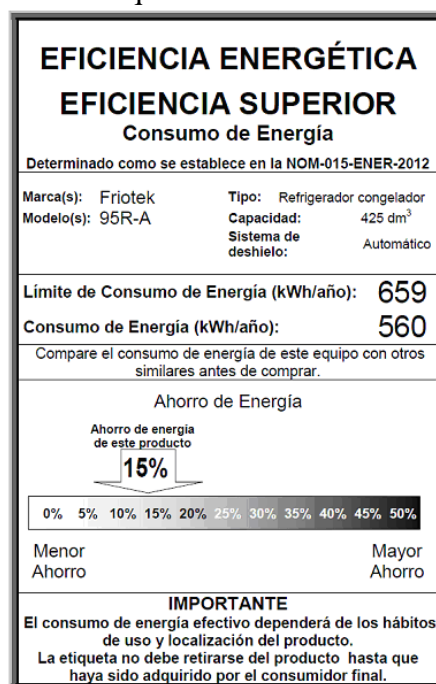 EFICIENCIA ENERGÉTICA
EFICIENCIA SUPERIOR
Consumo de Energía
Determinado como se establece en la NOM-015-ENER-2012
Marca(s): Friotek
Modelo(s): 95R-A
Tipo: Refrigerador congelador
Capacidad: 425 dm³
Sistema de deshielo: Automático
Límite de Consumo de Energía (kWh/año): 659
Consumo de Energía (kWh/año): 560
Compare el consumo de energía de este equipo con otros
similares antes de comprar.
Ahorro de Energía
Ahorro de energía
de este producto
15%
0% 5% 10% 15% 20% 25% 30% 35% 40% 45% 50%
Menor
Ahorro
Mayor
Ahorro
IMPORTANTE
El consumo de energía efectivo dependerá de los hábitos
de uso y localización del producto.
La etiqueta no debe retirarse del producto hasta que
haya sido adquirido por el consumidor final.